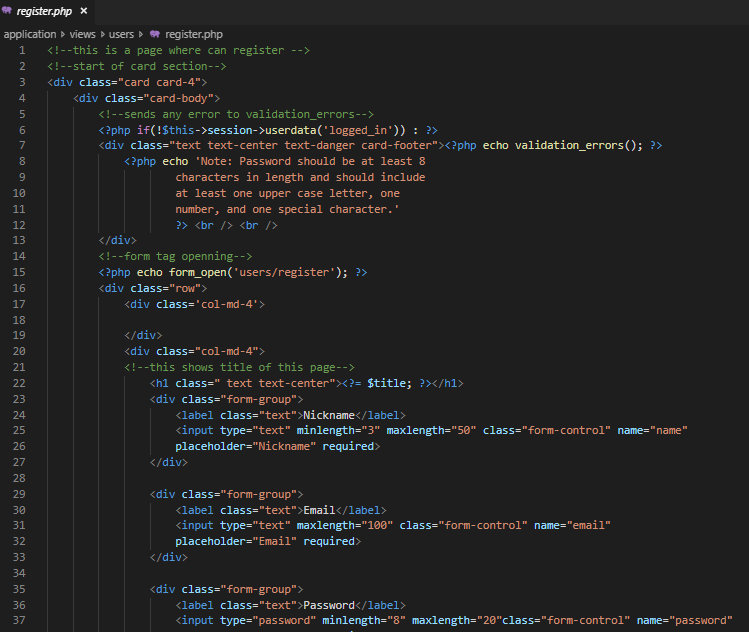 register.php ×
application > views > users > register.php
1 <!--this is a page where can register -->
2 <!--start of card section-->
3 <div class="card card-4">
4 <div class="card-body">
5 <!--sends any error to validation_errors-->
6 <?php if(!$this->session->userdata('logged_in')) : ?>
7 <div class="text text-center text-danger card-footer"><?php echo validation_errors(); ?>
8 <?php echo 'Note: Password should be at least 8
9 characters in length and should include
10 at least one upper case letter, one
11 number, and one special character.'
12 ?> <br /> <br />
13 </div>
14 <!--form tag openning-->
15 <?php echo form_open('users/register'); ?>
16 <div class="row">
17 <div class='col-md-4'>
18
19 </div>
20 <div class="col-md-4">
21 <!--this shows title of this page-->
22 <h1 class=" text text-center"><?= $title; ?></h1>
23 <div class="form-group">
24 <label class="text">Nickname</label>
25 <input type="text" minlength="3" maxlength="50" class="form-control" name="name"
26 placeholder="Nickname" required>
27 </div>
28
29 <div class="form-group">
30 <label class="text">Email</label>
31 <input type="text" maxlength="100" class="form-control" name="email"
32 placeholder="Email" required>
33 </div>
34
35 <div class="form-group">
36 <label class="text">Password</label>
37 <input type="password" minlength="8" maxlength="20"class="form-control" name="password"